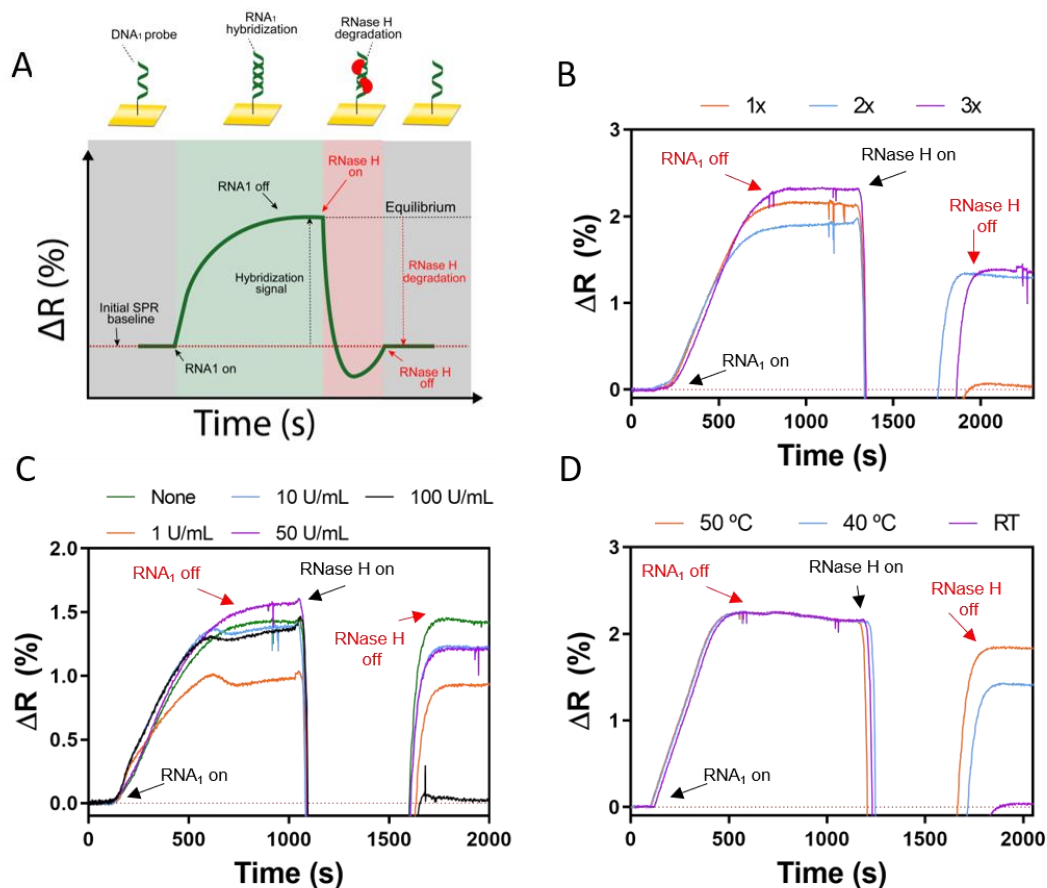 A
DNA₁ probe
RNA₁
hybridization
RNase H
degradation
RNase H
on
RNA1 off
Equilibrium
Hybridization
signal
RNase H
degradation
Initial SPR
baseline
RNA1 on
RNase H
off
ΔR (%)
Time (s)
B
1x 2x 3x
3
2
1
0
RNA₁ off
RNase H on
RNase H
off
RNA₁ on
ΔR (%)
0 500 1000 1500 2000
Time (s)
C
None 10 U/mL 100 U/mL
1 U/mL 50 U/mL
2.0
1.5
1.0
0.5
0.0
RNA₁ off
RNase H on
RNase H
off
RNA₁ on
ΔR (%)
0 500 1000 1500 2000
Time (s)
D
50 ºC 40 ºC RT
3
2
1
0
RNA₁ off
RNase H on
RNase H
off
RNA₁ on
ΔR (%)
0 500 1000 1500 2000
Time (s)